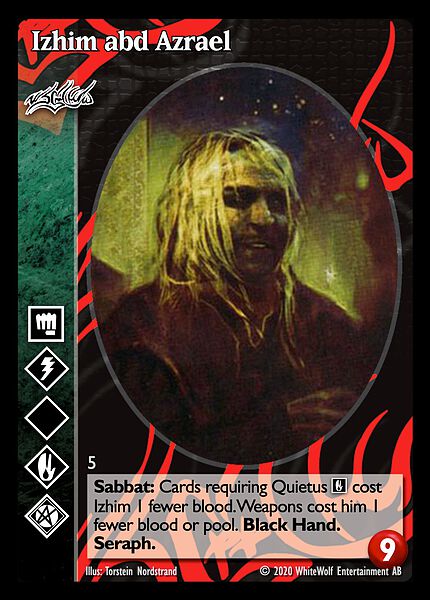 Izhim abd Azrael
5
Sabbat: Cards requiring Quietus cost
Izhim 1 fewer blood.Weapons cost him 1
fewer blood or pool. Black Hand.
Seraph.
9
Illus: Torstein Nordstrand © 2020 WhiteWolf Entertainment AB